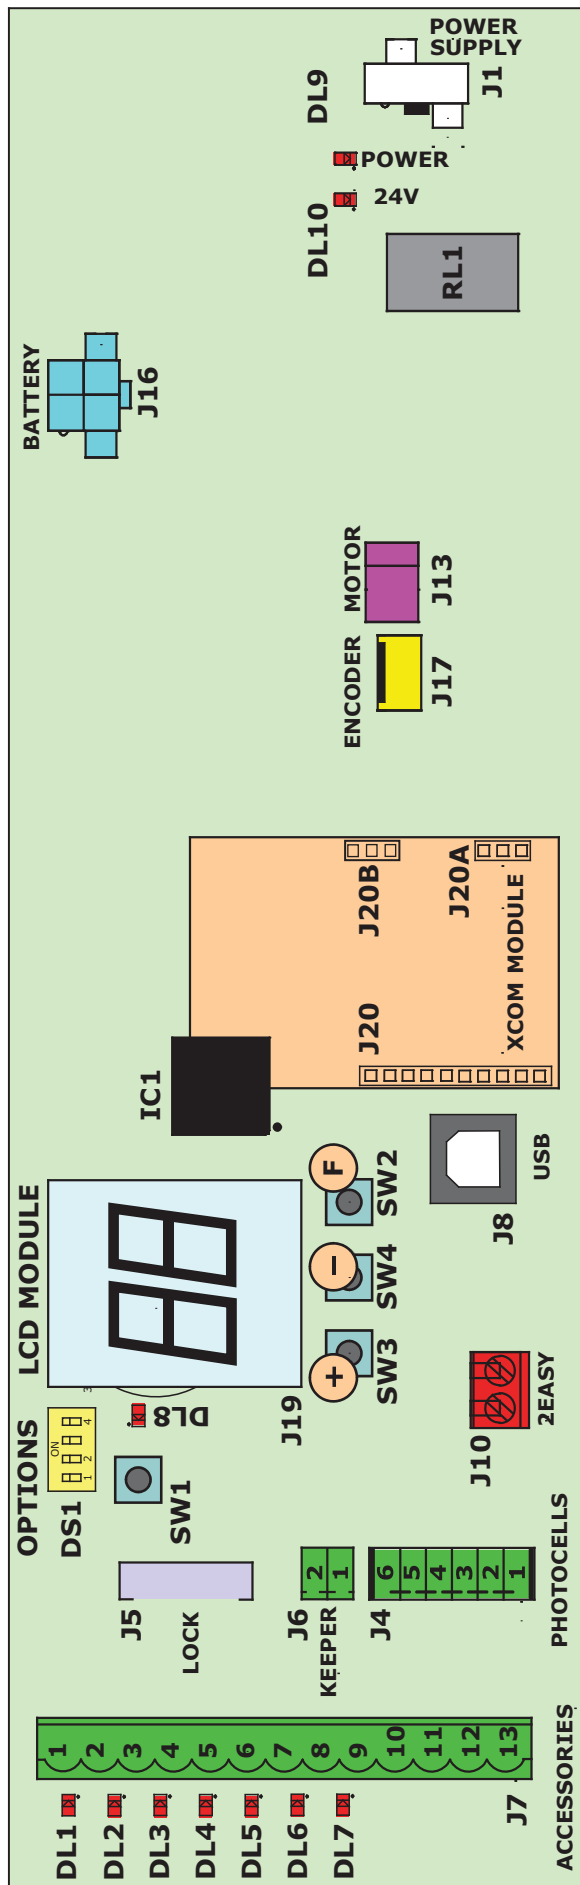 POWER
SUPPLY
J1
DL9
POWER
24V
DL10
RL1
BATTERY
J16
MOTOR
J13
ENCODER
J17
J20B
J20A
J20
XCOM MODULE
IC1
LCD MODULE
F
SW2
J8
USB
–
SW4
+
SW3
J19
3
OPTIONS
DS1
ON
1 2 4
DL8
SW1
J10
2EASY
J5
LOCK
J6
2 1
KEEPER
J4
6 5 4 3 2 1
PHOTOCELLS
1 2 3 4 5 6 7 8 9 10 11 12 13
J7
ACCESSORIES
DL1
DL2
DL3
DL4
DL5
DL6
DL7